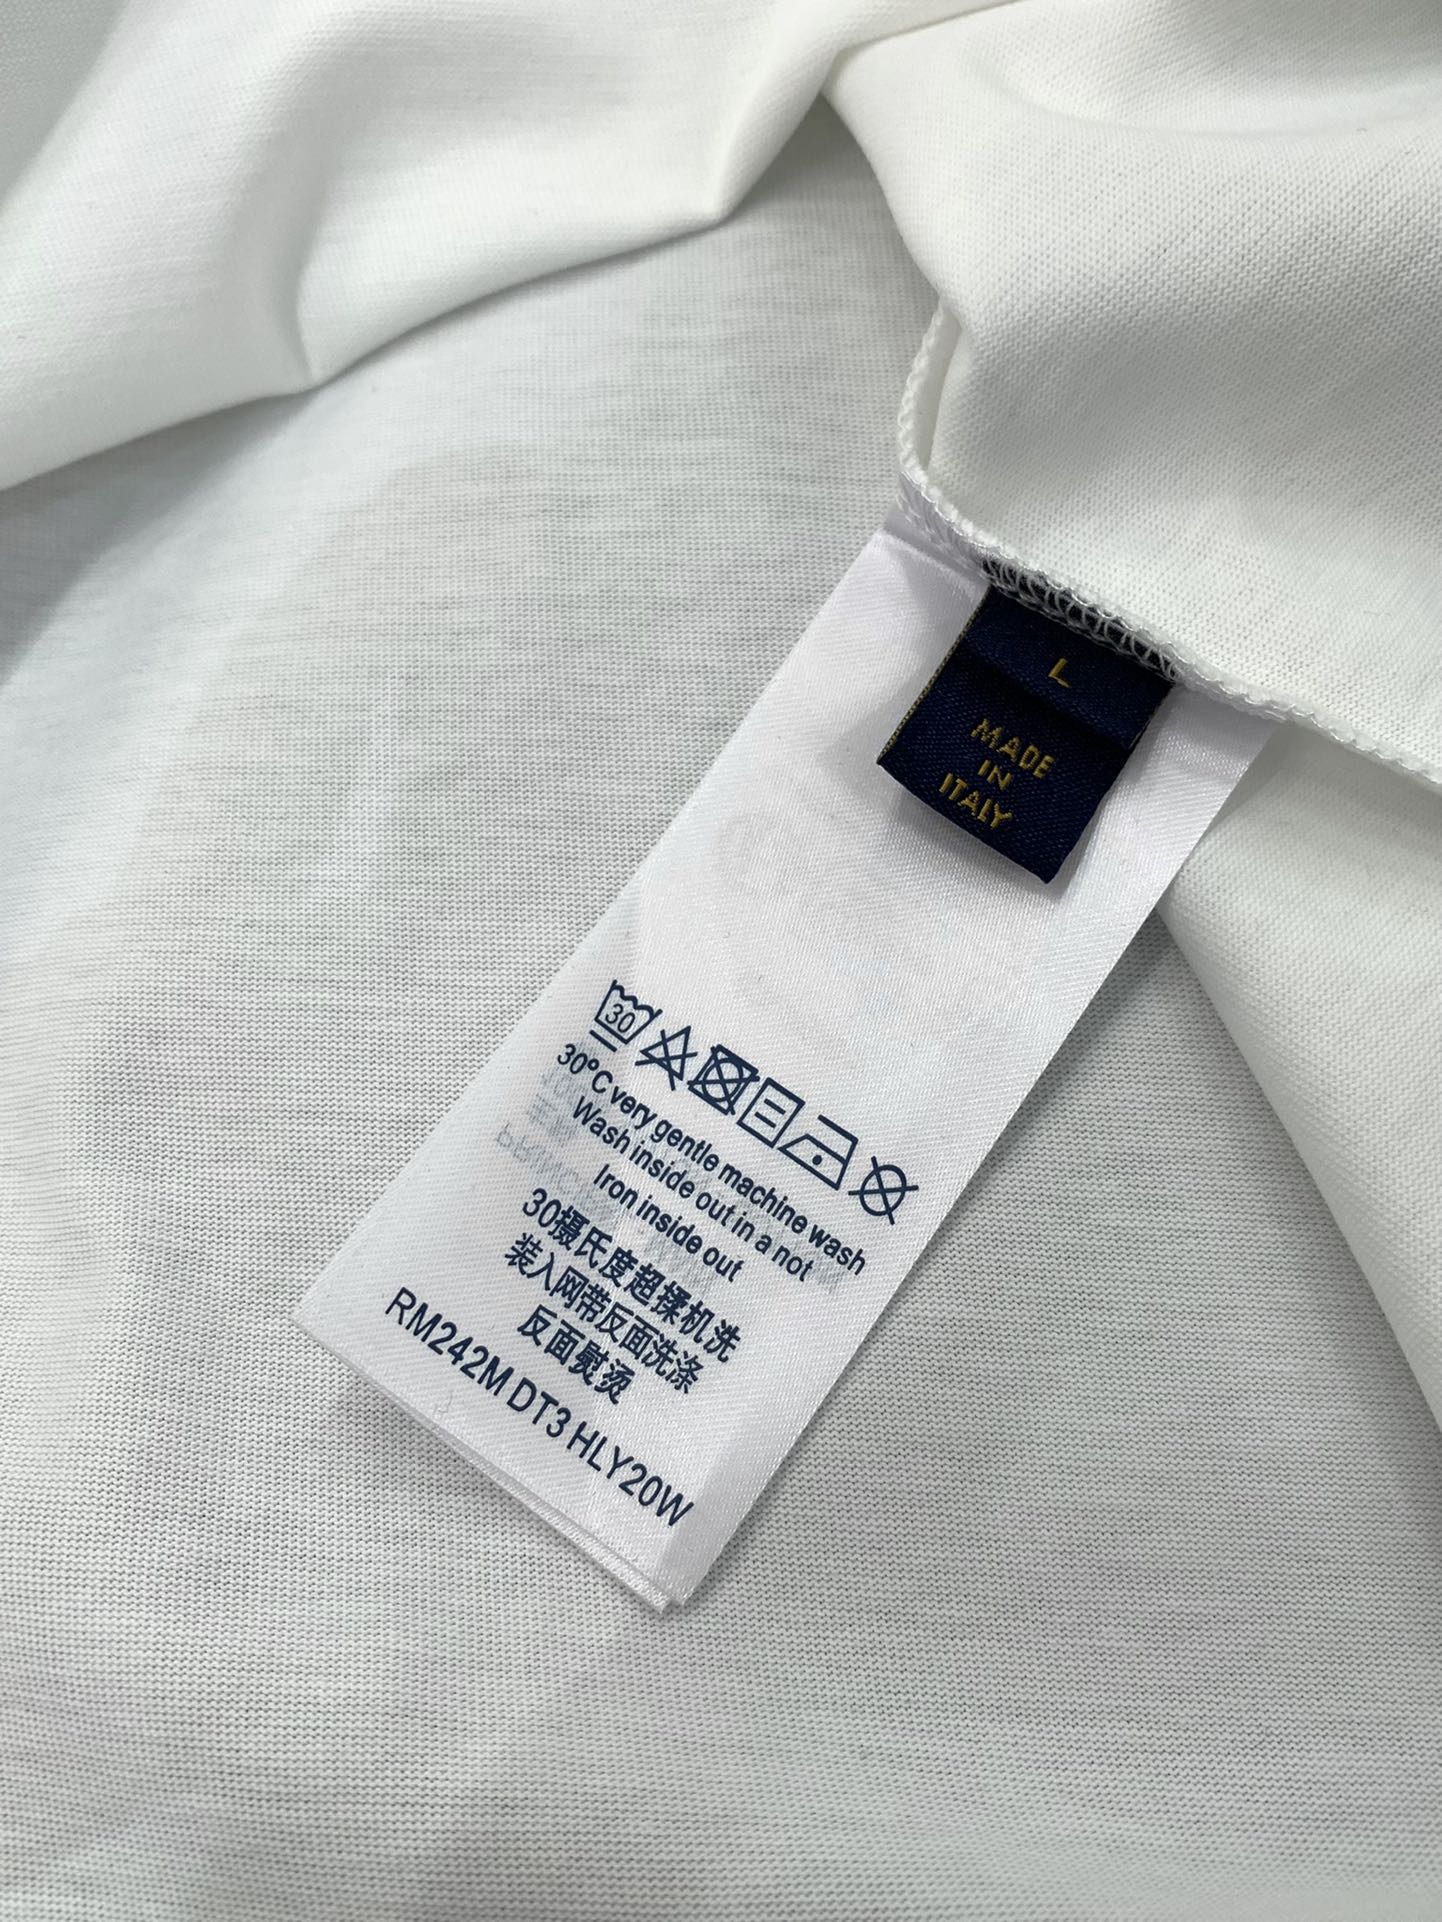 L
MADE
IN
ITALY
30
30°C very gentle machine wash
Wash inside out in a not
Iron inside out
30摄氏度超揉机洗
装入网带反面洗涤
反面熨烫
RM242M DT3 HLY20W